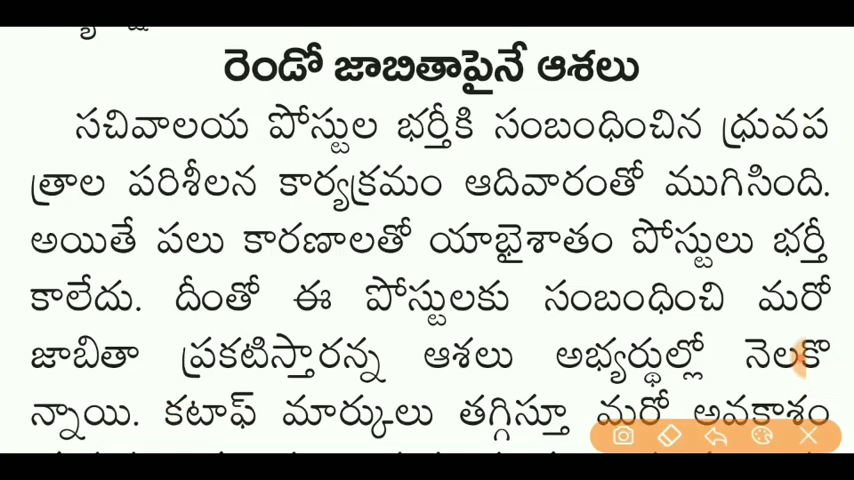 రెండో జాబితాపైనే ఆశలు
సచివాలయ పోస్టుల భర్తీకి సంబంధించిన ధ్రువప
త్రాల పరిశీలన కార్యక్రమం ఆదివారంతో ముగిసింది.
అయితే పలు కారణాలతో యాభైశాతం పోస్టులు భర్తీ
కాలేదు. దీంతో ఈ పోస్టులకు సంబంధించి మరో
జాబితా ప్రకటిస్తారన్న ఆశలు అభ్యర్థుల్లో నెలకొ
న్నాయి. కటాఫ్ మార్కులు తగ్గిస్తూ మరో అవకాశం